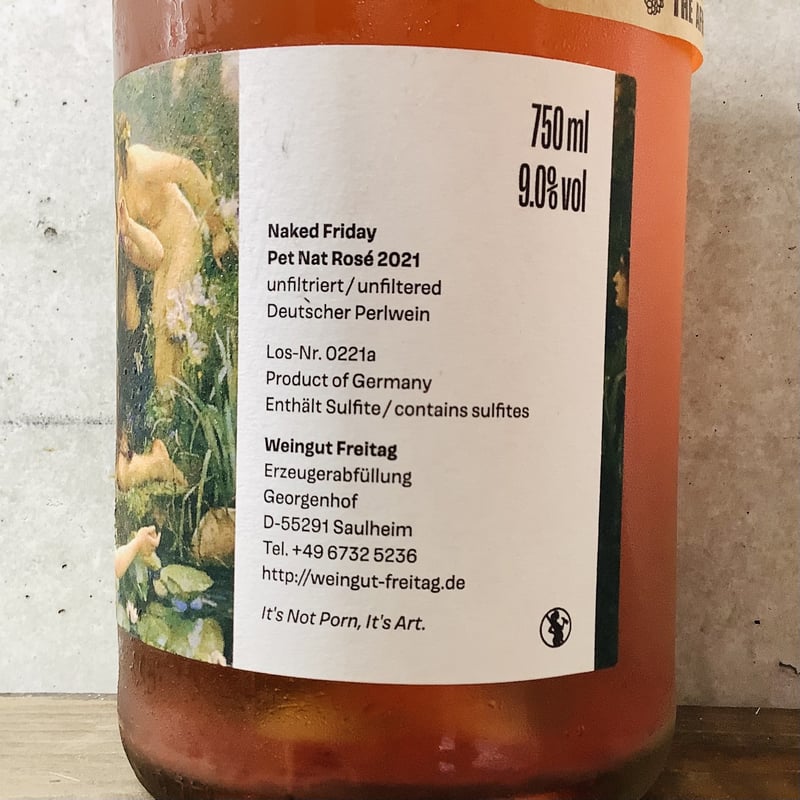 THE
750 ml
9.0% vol
Naked Friday
Pet Nat Rosé 2021
unfiltriert / unfiltered
Deutscher Perlwein
Los-Nr. 0221a
Product of Germany
Enthält Sulfite / contains sulfites
Weingut Freitag
Erzeugerabfüllung
Georgenhof
D-55291 Saulheim
Tel. +49 6732 5236
http://weingut-freitag.de
It's Not Porn, It's Art.